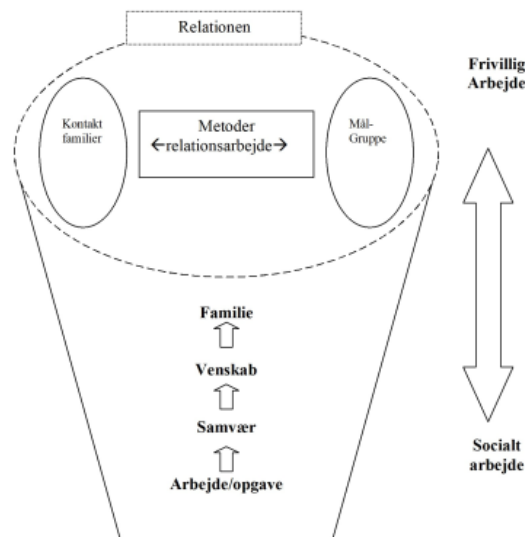 Relationen
Frivillig
Arbejde
Kontakt
familier
Metoder
←relationsarbejde→
Mål-
Gruppe
Familie
Venskab
Samvær
Arbejde/opgave
Socialt
arbejde